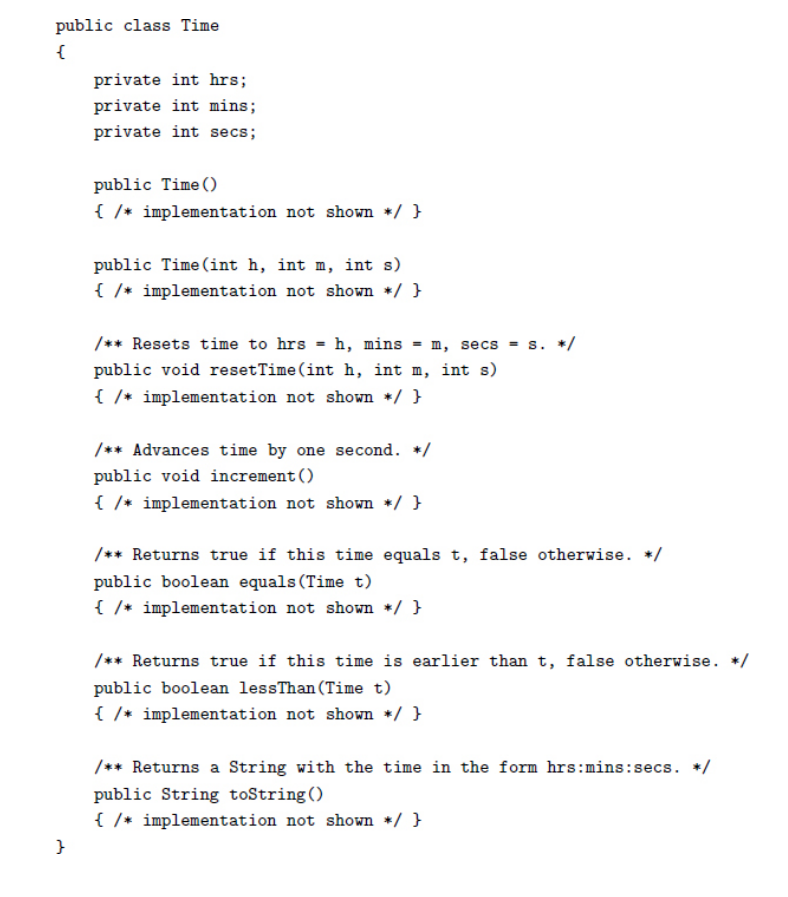 public class Time
{
private int hrs;
private int mins;
private int secs;
public Time()
{ /* implementation not shown */ }
public Time(int h, int m, int s)
{ /* implementation not shown */ }
/** Resets time to hrs = h, mins = m, secs = s. */
public void resetTime(int h, int m, int s)
{ /* implementation not shown */ }
/** Advances time by one second. */
public void increment()
{ /* implementation not shown */ }
/** Returns true if this time equals t, false otherwise. */
public boolean equals(Time t)
{ /* implementation not shown */ }
/** Returns true if this time is earlier than t, false otherwise. */
public boolean lessThan(Time t)
{ /* implementation not shown */ }
/** Returns a String with the time in the form hrs:mins:secs. */
public String toString()
{ /* implementation not shown */ }
}